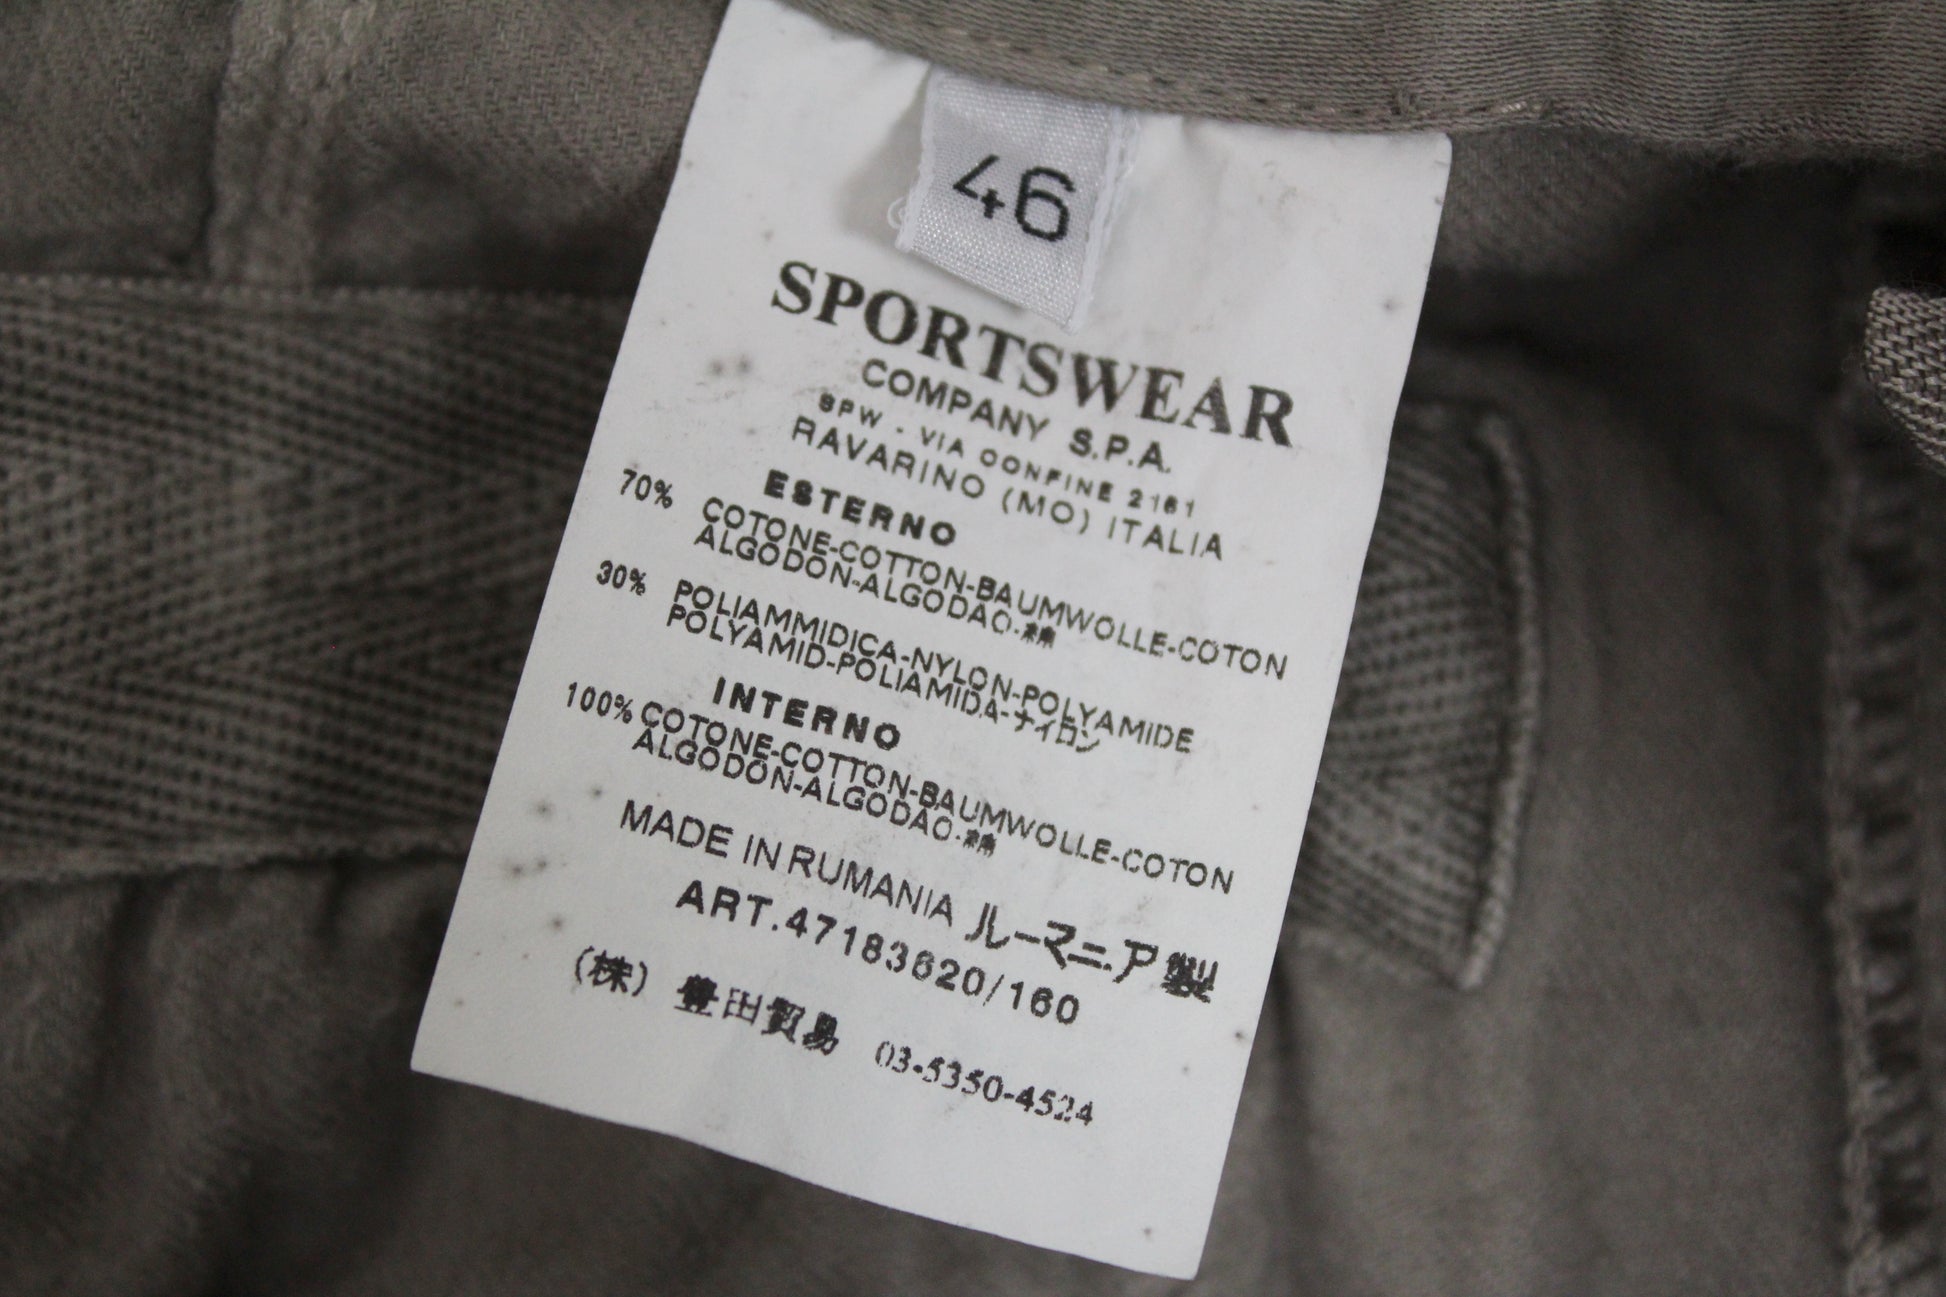 46
SPORTSWEAR
COMPANY S.P.A.
SPW - VIA CONFINE 2161
RAVARINO (MO) ITALIA
ESTERNO
70% COTONE-COTTON-BAUMWOLLE-COTON
ALGODÓN-ALGODAO-綿
30% POLIAMMIDICA-NYLON-POLYAMIDE
POLYAMID-POLIAMIDA-ナイロン
INTERNO
100% COTONE-COTTON-BAUMWOLLE-COTON
ALGODÓN-ALGODAO-綿
MADE IN RUMANIA ルーマニア製
ART.47183620/160
(株) 豊田貿易 03-5350-4524